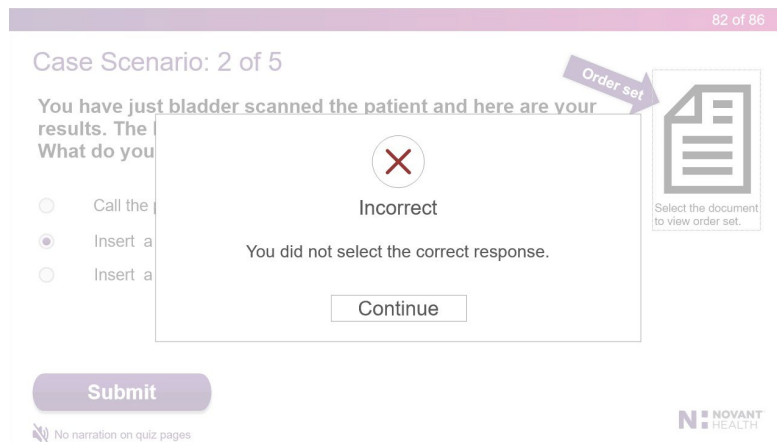 82 of 86
Case Scenario: 2 of 5
Order set
You have just bladder scanned the patient and here are your
results. The
What do you
Call the
Insert a
Insert a
Select the document
to view order set.
Incorrect
You did not select the correct response.
Continue
Submit
No narration on quiz pages
NOVANT
HEALTH